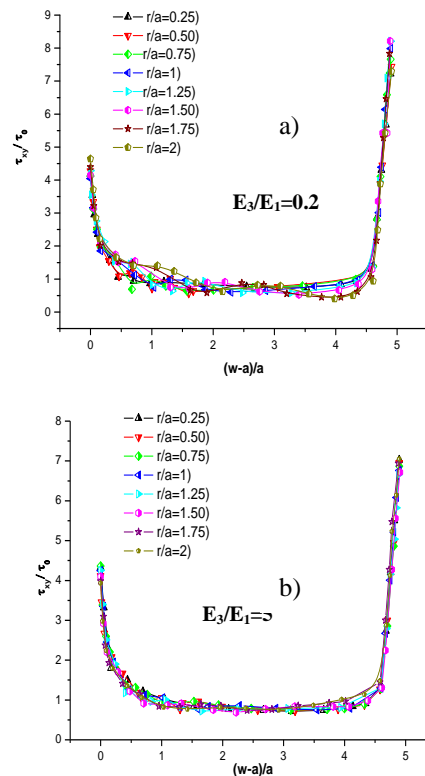 r/a=0.25)
r/a=0.50)
r/a=0.75)
r/a=1)
r/a=1.25)
r/a=1.50)
r/a=1.75)
r/a=2)
a)
E₃/E₁=0.2
τxy/ τ0
9
8
7
6
5
4
3
2
1
0
0 1 2 3 4 5
(w-a)/a
r/a=0.25)
r/a=0.50)
r/a=0.75)
r/a=1)
r/a=1.25)
r/a=1.50)
r/a=1.75)
r/a=2)
b)
E₃/E₁=
τxy/ τ0
8
7
6
5
4
3
2
1
0
0 1 2 3 4 5
(w-a)/a